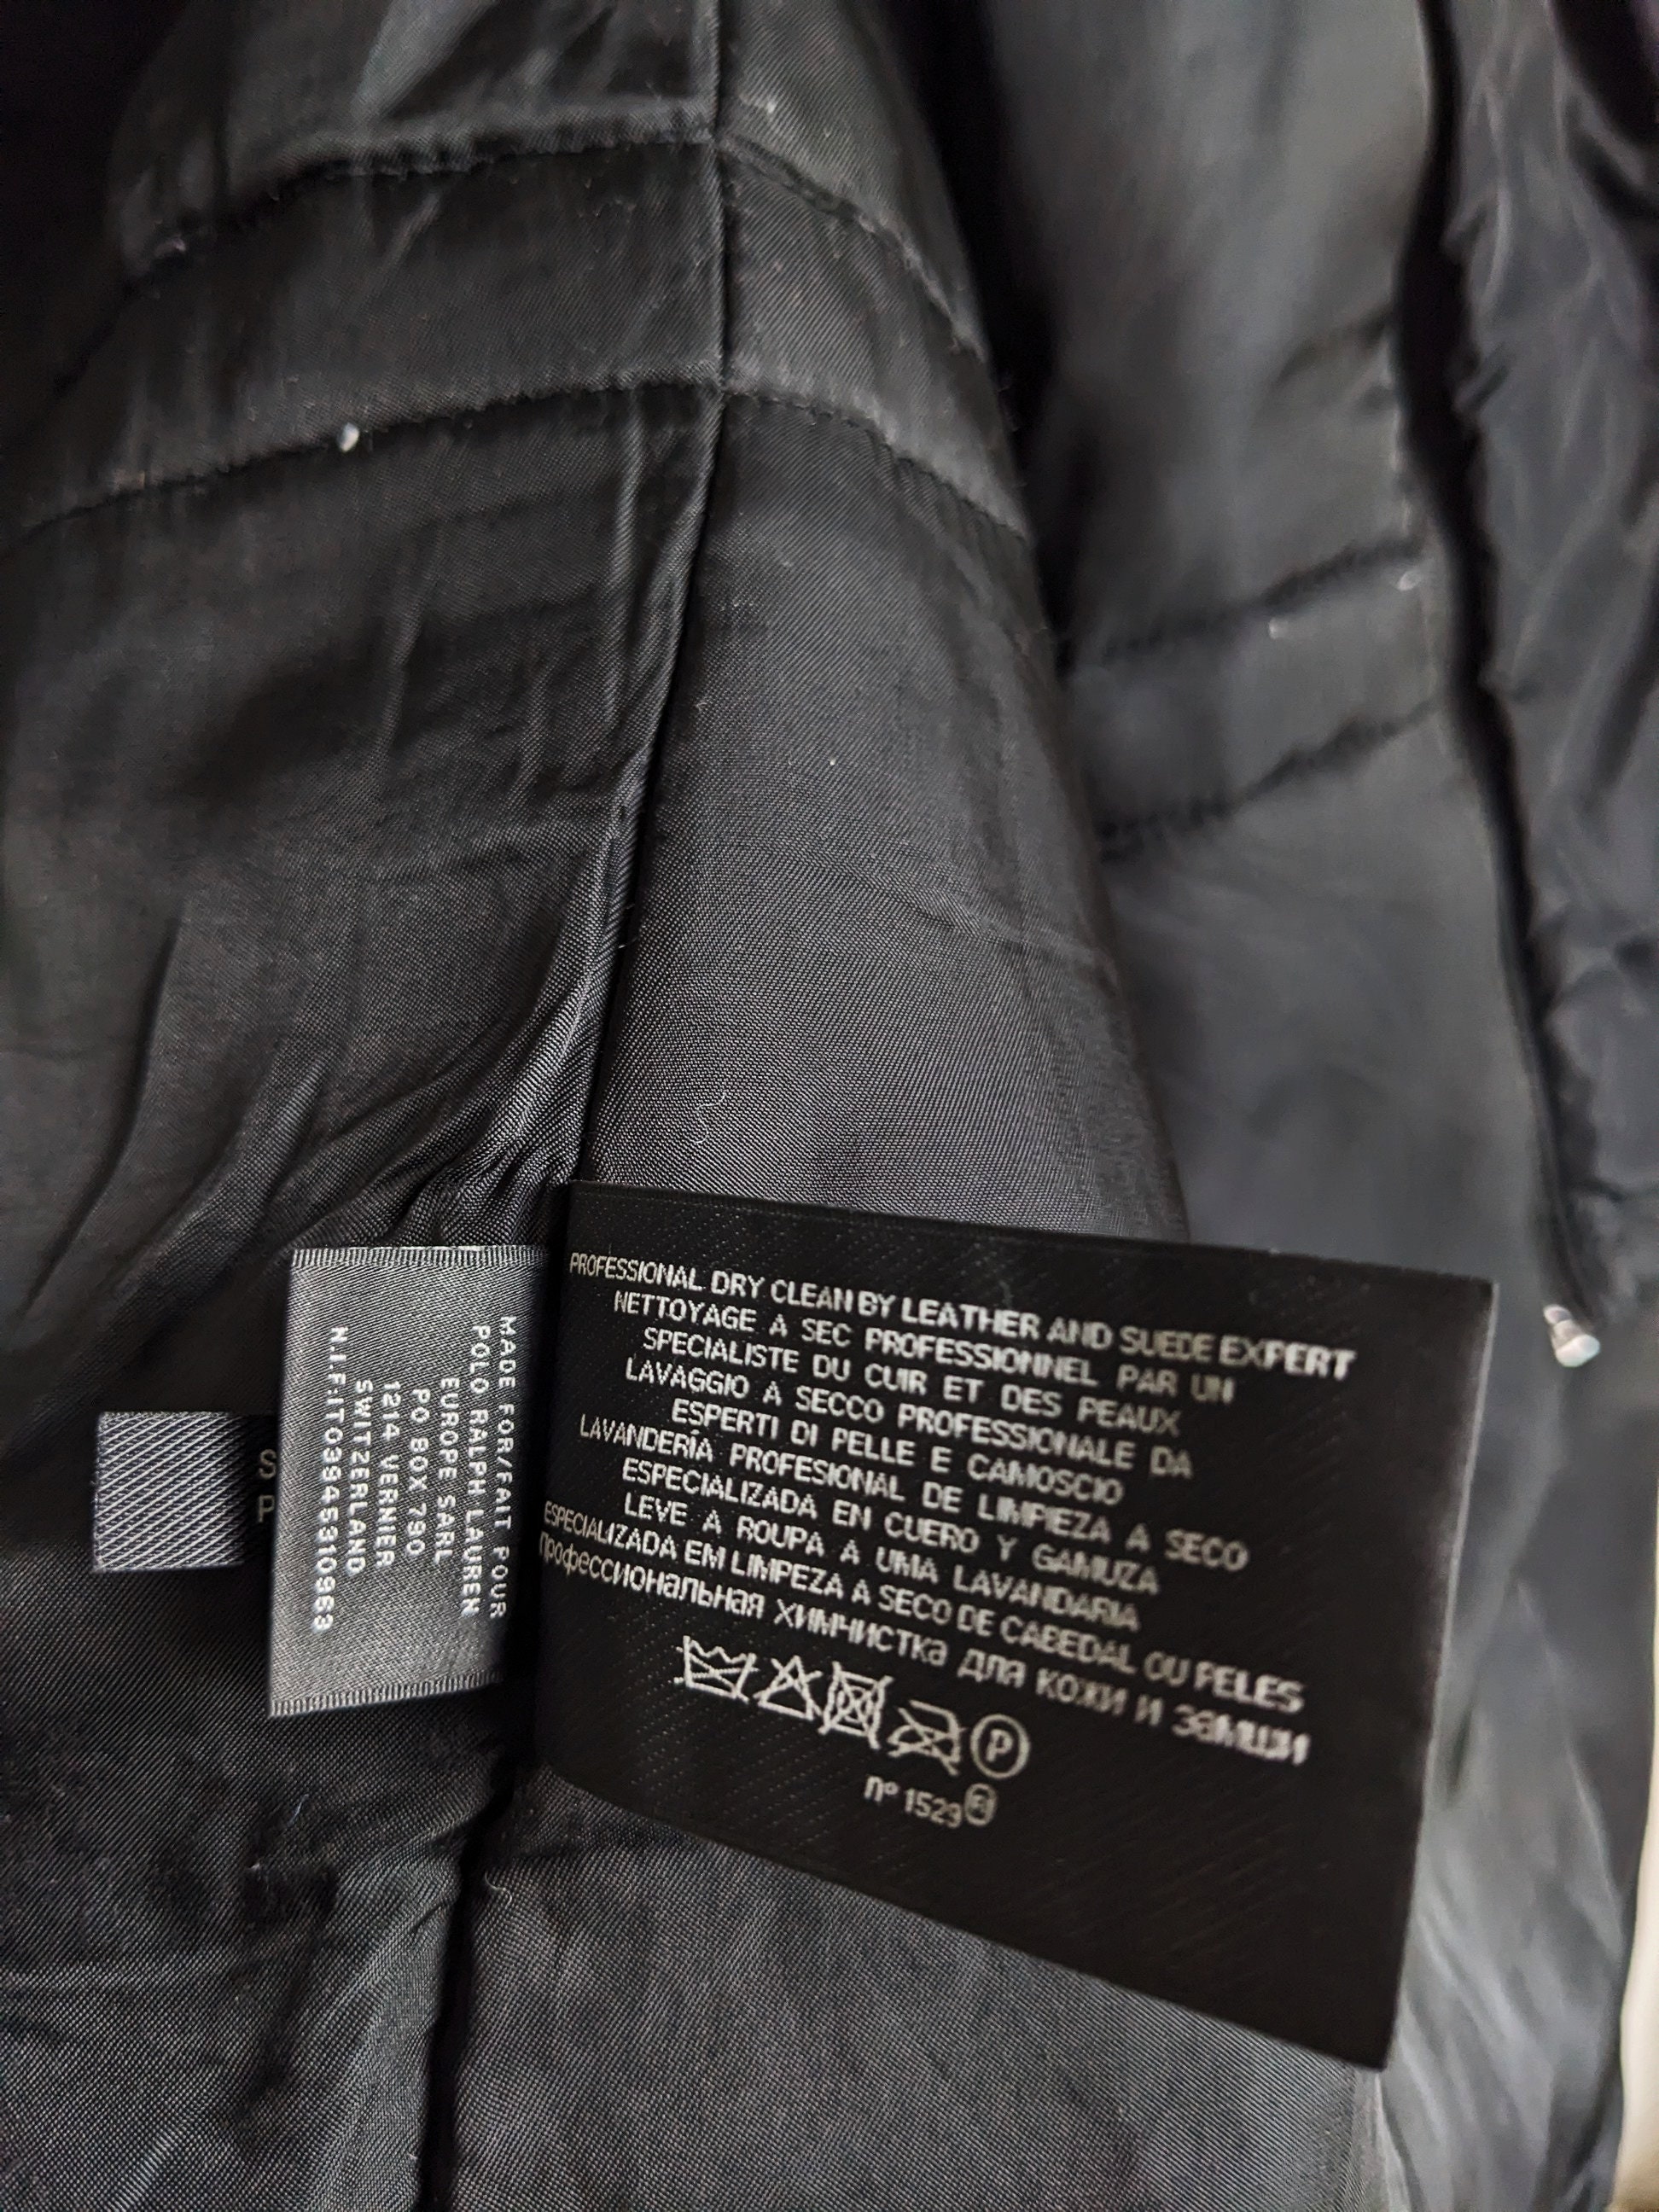 S
P
MADE FOR/FAIT POUR
POLO RALPH LAUREN
EUROPE SARL
PO BOX 790
1214 VERNIER
SWITZERLAND
N.I.F:IT03945310963
PROFESSIONAL DRY CLEAN BY LEATHER AND SUEDE EXPERT
NETTOYAGE A SEC PROFESSIONNEL PAR UN
SPECIALISTE DU CUIR ET DES PEAUX
LAVAGGIO A SECCO PROFESSIONALE DA
ESPERTI DI PELLE E CAMOSCIO
LAVANDERÍA PROFESIONAL DE LIMPIEZA A SECO
ESPECIALIZADA EN CUERO Y GAMUZA
LEVE A ROUPA A UMA LAVANDARIA
ESPECIALIZADA EM LIMPEZA A SECO DE CABEDAL OU PELES
Профессиональная химчистка для кожи и замши
P
nº 1529 ®